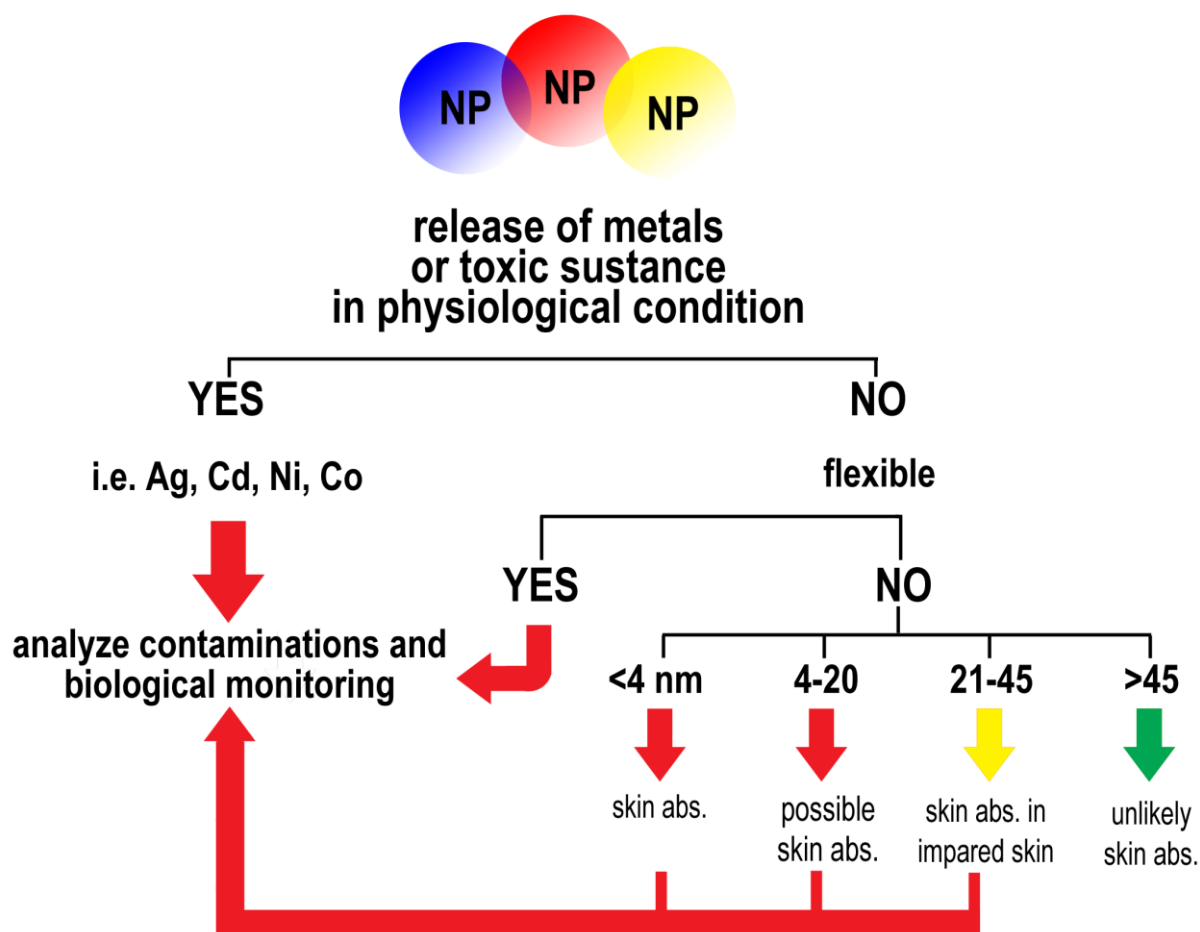 NP
NP
NP
release of metals
or toxic sustance
in physiological condition
YES
NO
i.e. Ag, Cd, Ni, Co
flexible
YES
NO
analyze contaminations and
biological monitoring
<4 nm
4-20
21-45
>45
skin abs.
possible
skin abs.
skin abs. in
impared skin
unlikely
skin abs.